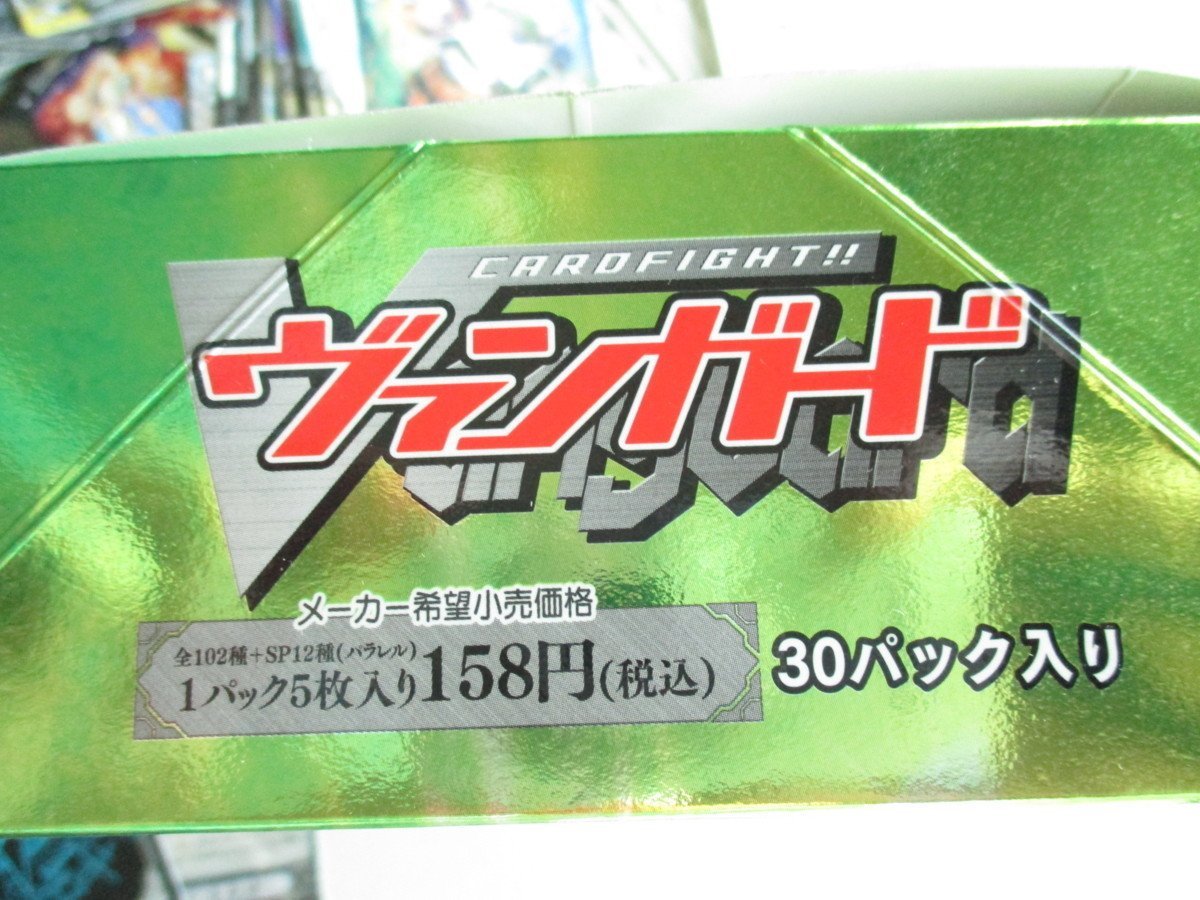 CARDFIGHT!!
ヴァンガード
Vanguard
メーカー希望小売価格
全102種+SP12種(パラレル)
1パック5枚入り158円(税込)
30パック入り